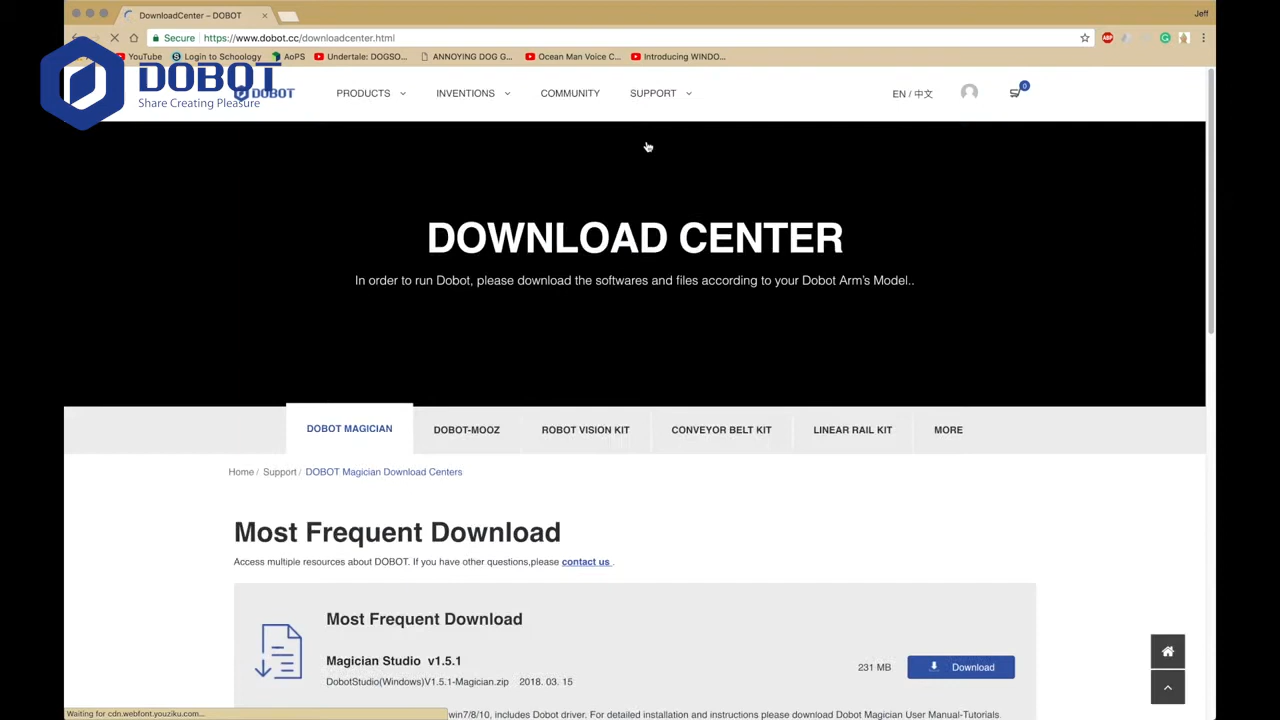 DownloadCenter – DOBOT
Jeff
Secure
https://www.dobot.cc/downloadcenter.html
YouTube
Login to Schoology
AoPS
Undertale: DOGSO...
ANNOYING DOG G...
Ocean Man Voice C...
Introducing WINDO...
DOBOT
Share Creating Pleasure
DOBOT
PRODUCTS
INVENTIONS
COMMUNITY
SUPPORT
EN / 中文
0
DOWNLOAD CENTER
In order to run Dobot, please download the softwares and files according to your Dobot Arm's Model..
DOBOT MAGICIAN
DOBOT-MOOZ
ROBOT VISION KIT
CONVEYOR BELT KIT
LINEAR RAIL KIT
MORE
Home / Support / DOBOT Magician Download Centers
Most Frequent Download
Access multiple resources about DOBOT. If you have other questions,please contact us .
Most Frequent Download
Magician Studio v1.5.1
231 MB
Download
DobotStudio(Windows)V1.5.1-Magician.zip 2018. 03. 15
Waiting for cdn.webfont.youziku.com...
win7/8/10, includes Dobot driver. For detailed installation and instructions please download Dobot Magician User Manual-Tutorials.